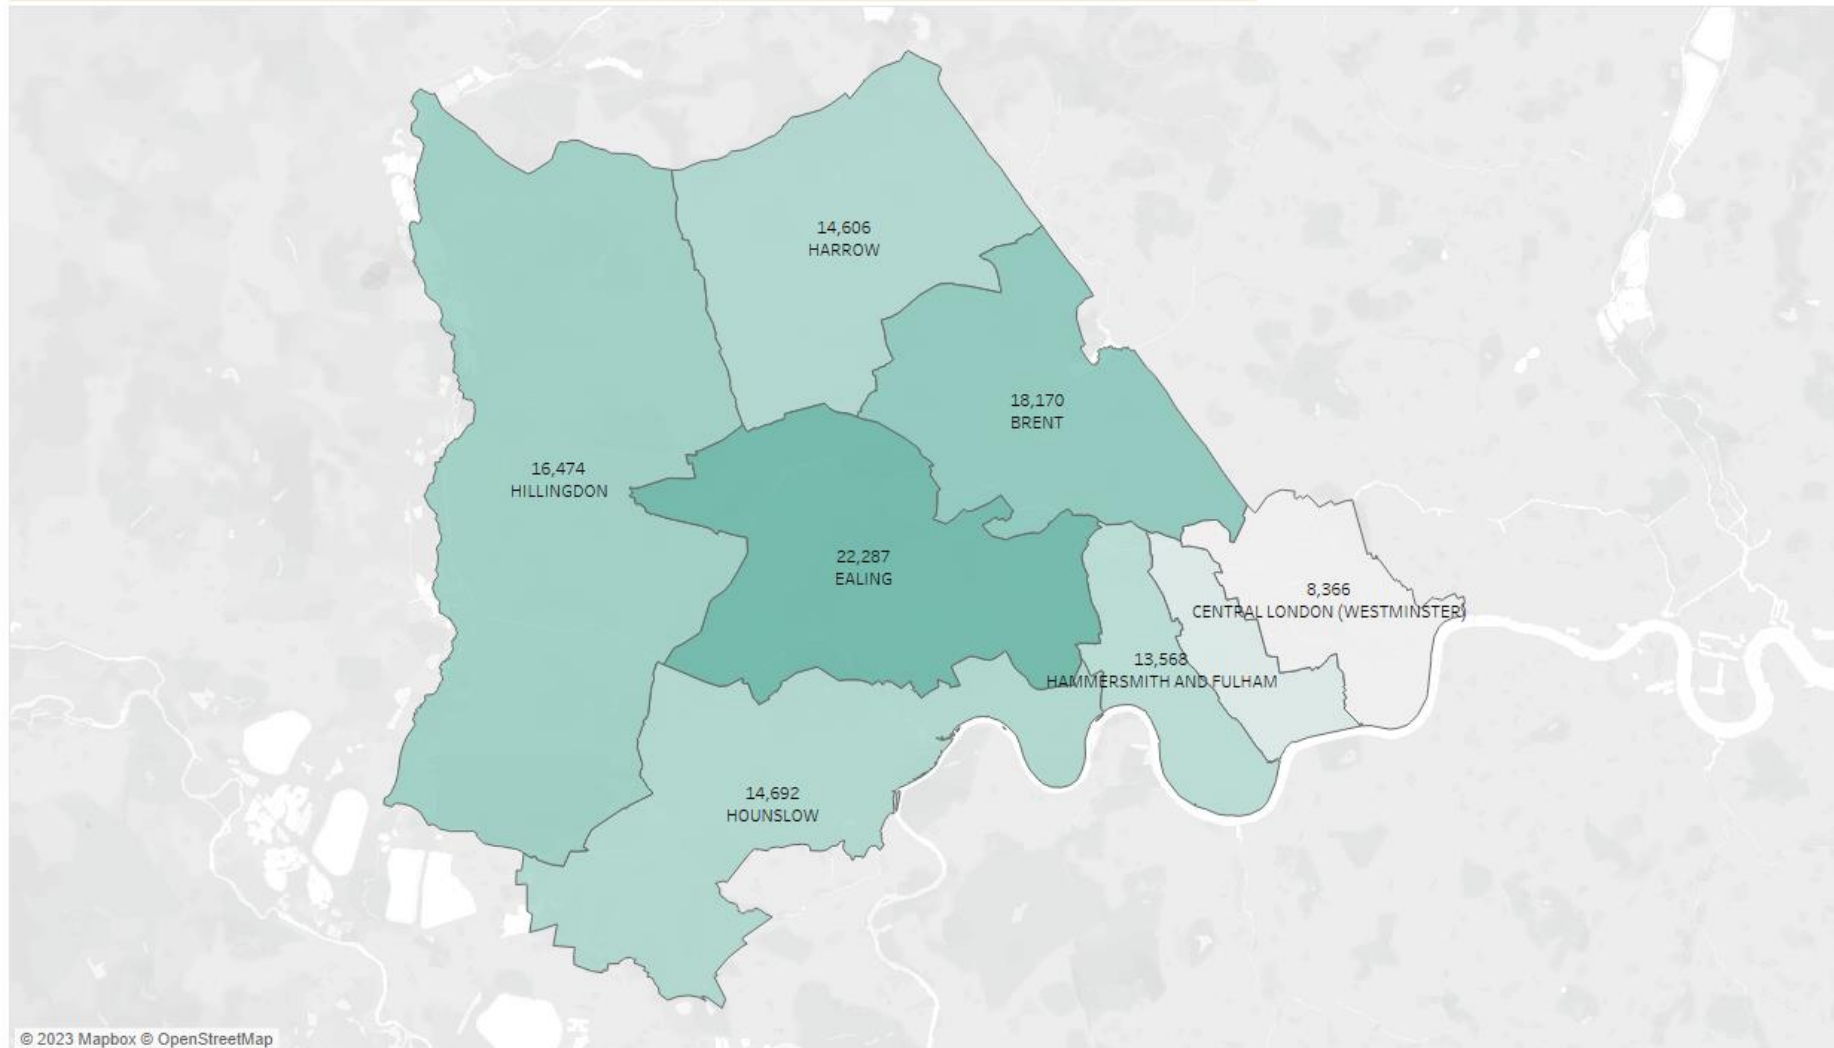 14,606
HARROW
18,170
BRENT
16,474
HILLINGDON
22,287
EALING
8,366
CENTRAL LONDON (WESTMINSTER)
13,568
HAMMERSMITH AND FULHAM
14,692
HOUNSLOW
© 2023 Mapbox © OpenStreetMap